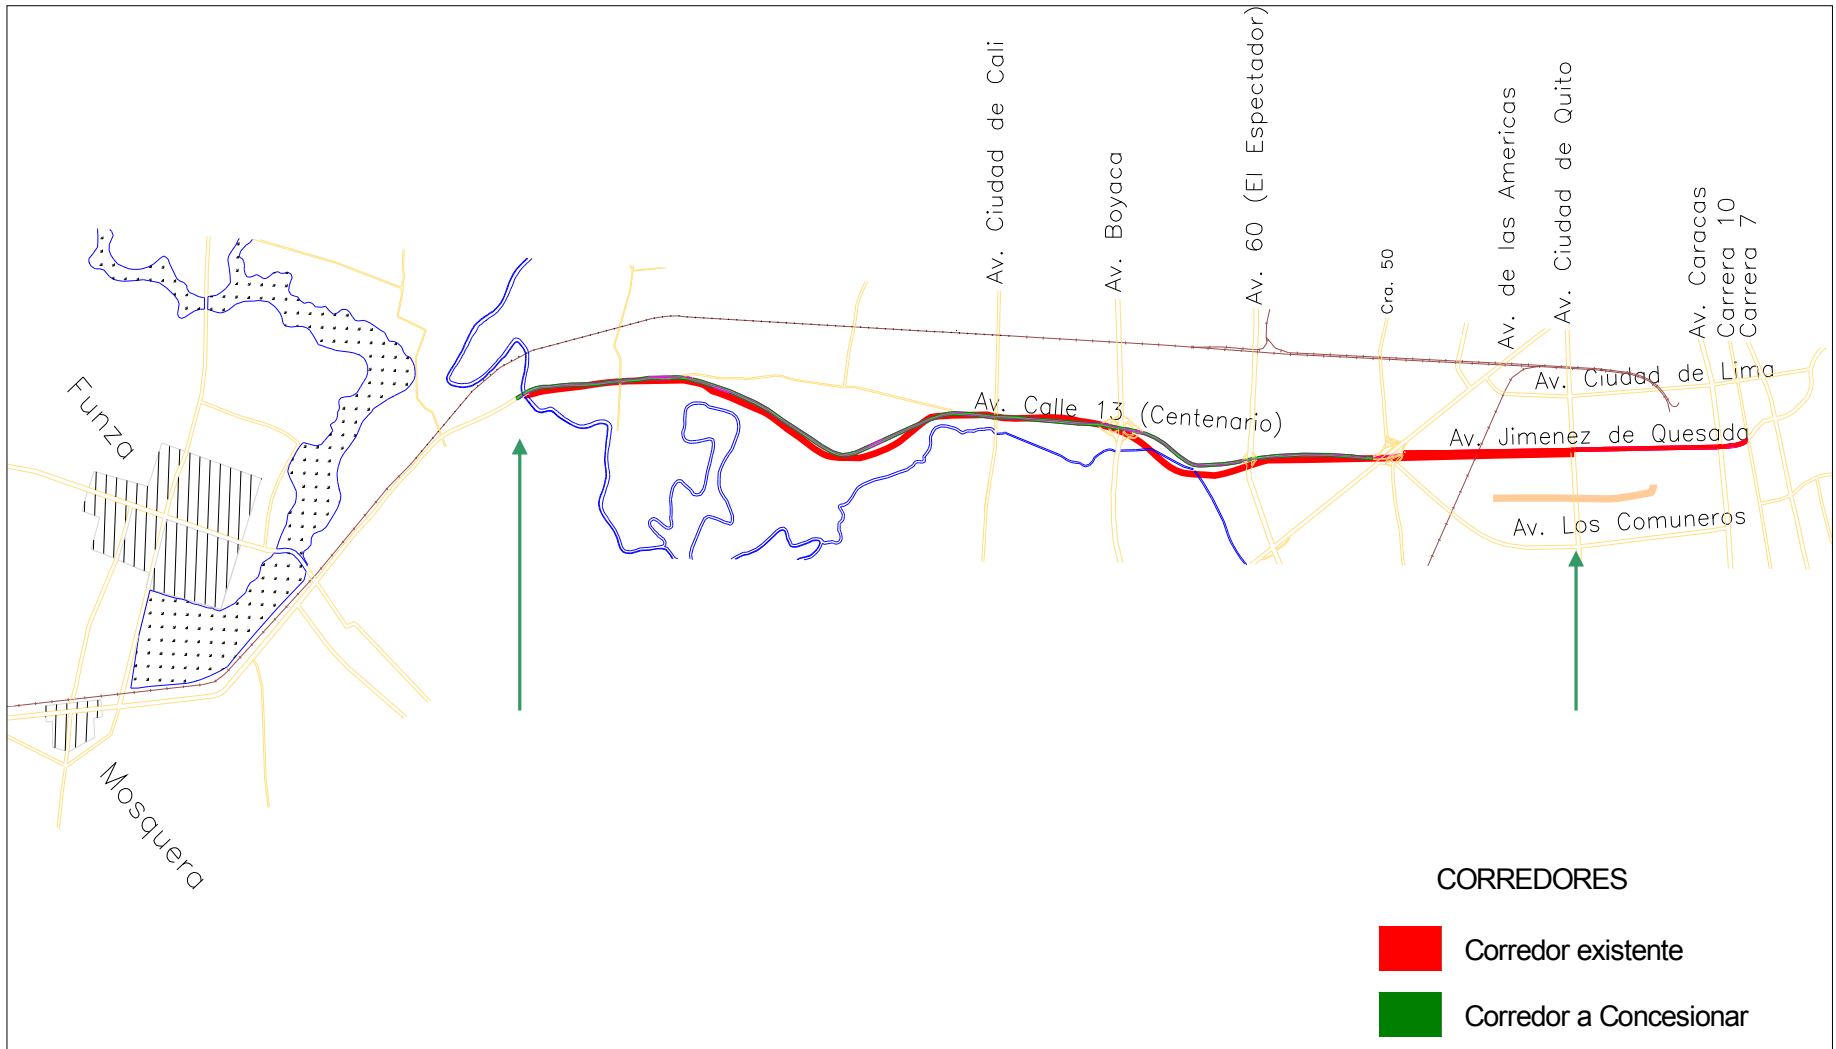 Av. Ciudad de Cali
Av. Boyaca
Av. 60 (El Espectador)
Cra. 50
Av. de las Americas
Av. Ciudad de Quito
Av. Caracas
Carrera 10
Carrera 7
Funza
Av. Ciudad de Lima
Av. Calle 13 (Centenario)
Av. Jimenez de Quesada
Av. Los Comuneros
Mosquera
CORREDORES
Corredor existente
Corredor a Concesionar